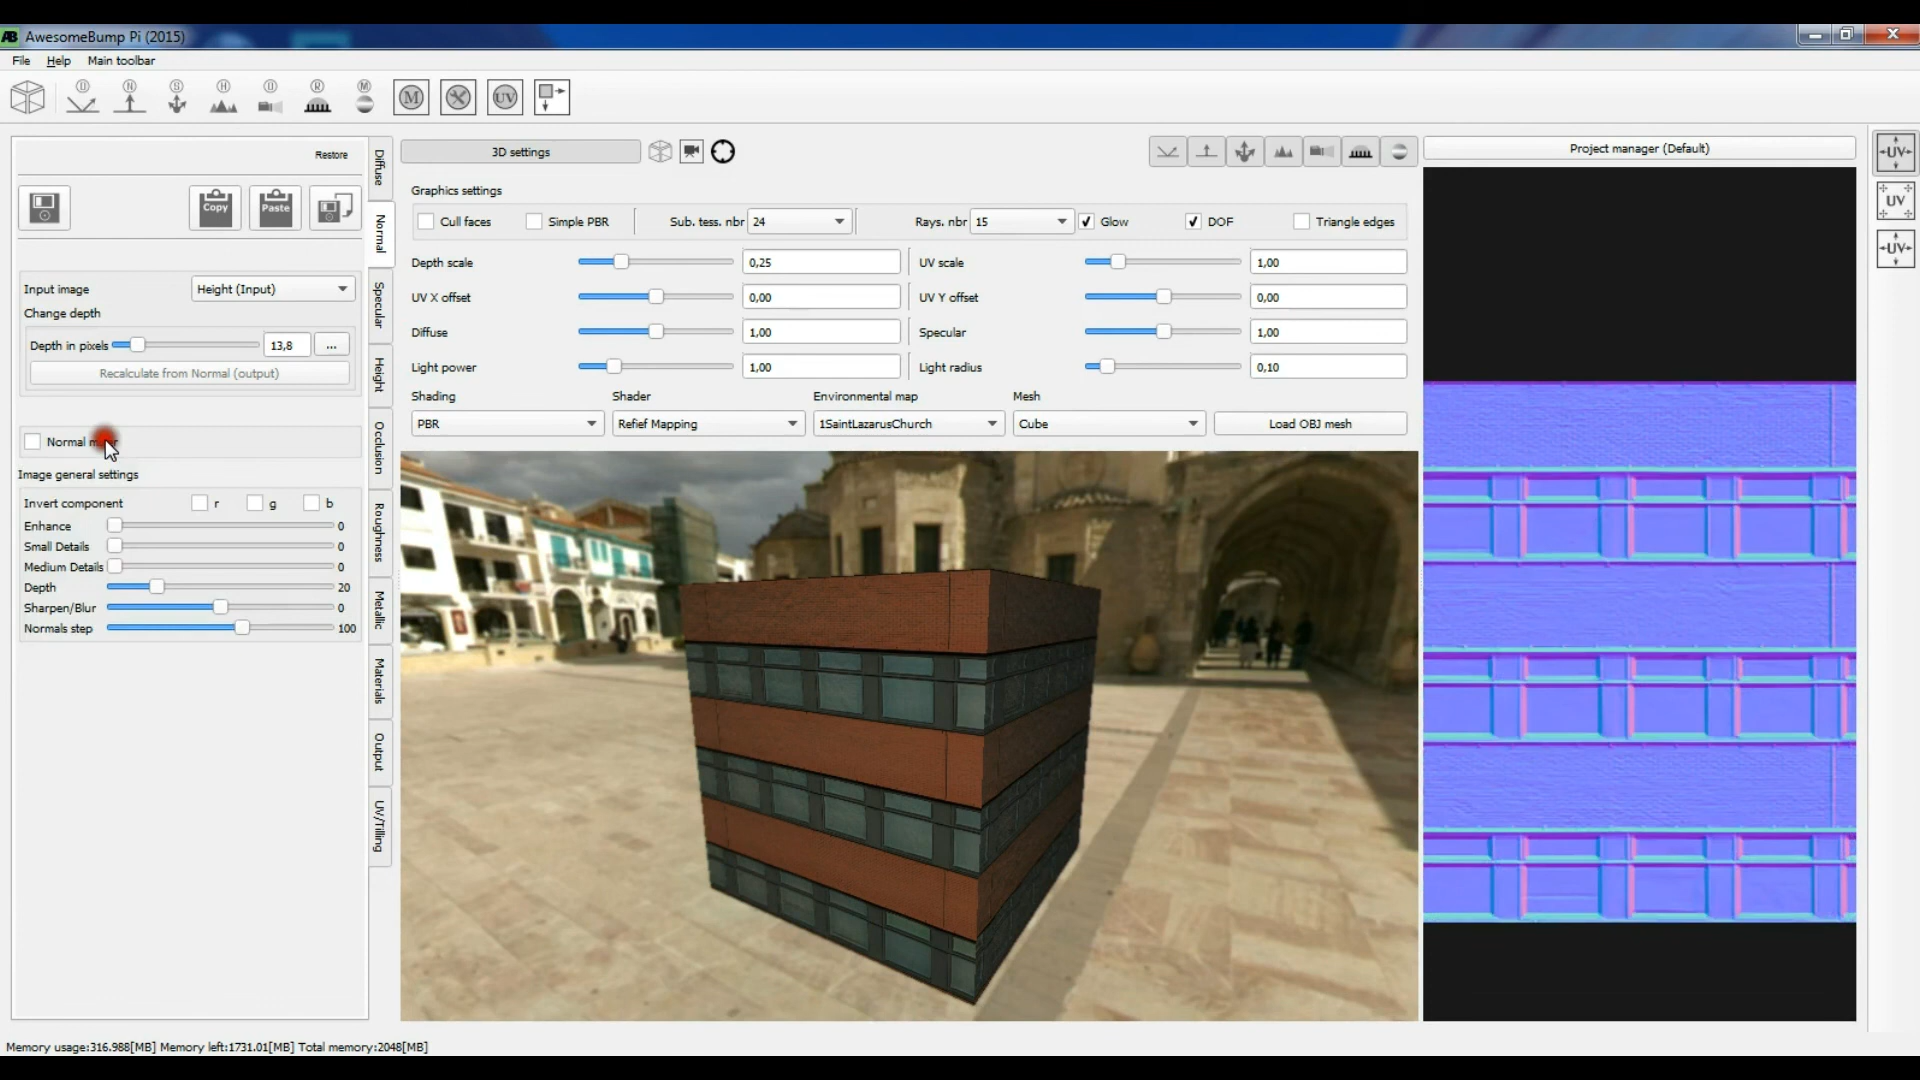 AB AwesomeBump Pi (2015)
File Help Main toolbar
D N S H O R M
M UV
Restore
Copy Paste
Input image Height (Input)
Change depth
Depth in pixels 13,8 ...
Recalculate from Normal (output)
Normal
Image general settings
Invert component r g b
Enhance 0
Small Details 0
Medium Details 0
Depth 20
Sharpen/Blur 0
Normals step 100
Diffuse
Normal
Specular
Height
Occlusion
Roughness
Metallic
Materials
Output
UV/Tilling
3D settings
Graphics settings
Cull faces Simple PBR Sub. tess. nbr 24 Rays. nbr 15 Glow DOF Triangle edges
Depth scale 0,25 UV scale 1,00
UV X offset 0,00 UV Y offset 0,00
Diffuse 1,00 Specular 1,00
Light power 1,00 Light radius 0,10
Shading Shader Environmental map Mesh
PBR Refief Mapping 1SaintLazarusChurch Cube Load OBJ mesh
Project manager (Default)
UV
UV
UV
Memory usage:316.988[MB] Memory left:1731.01[MB] Total memory:2048[MB]